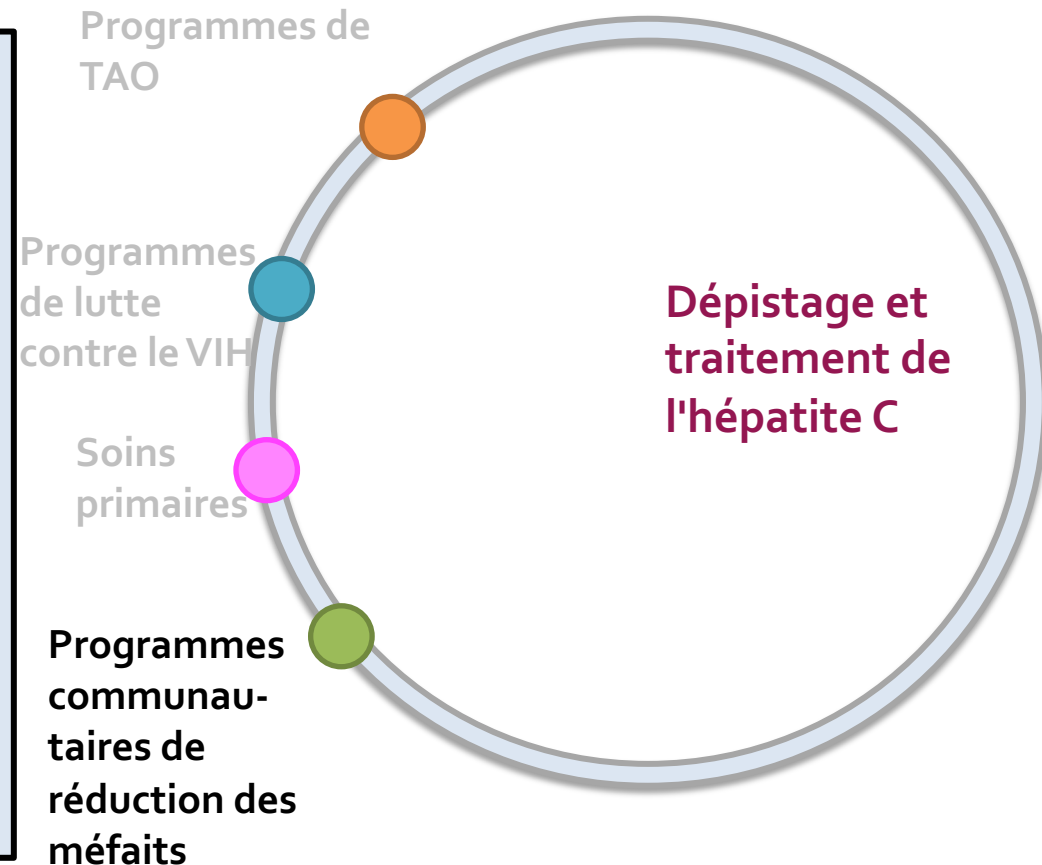 Programmes de
TAO
Programmes
de lutte
contre le VIH
Soins
primaires
Programmes
communau-
taires de
réduction des
méfaits
Dépistage et
traitement de
l'hépatite C